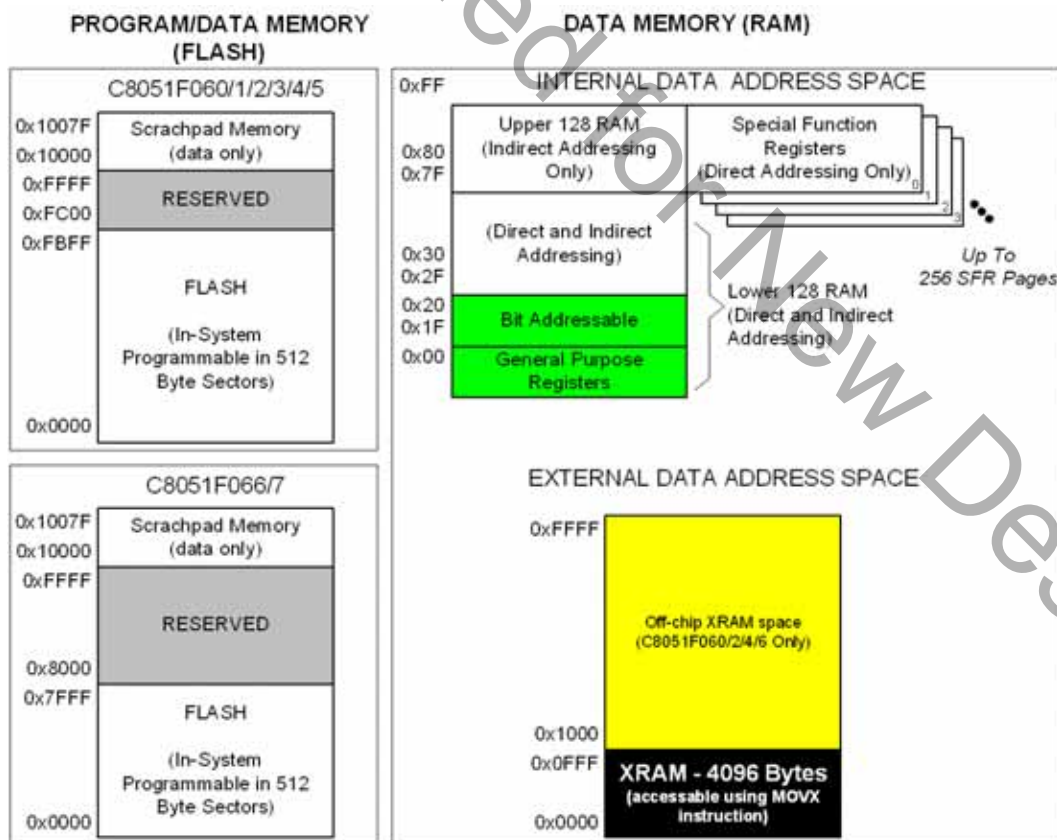 PROGRAM/DATA MEMORY
(FLASH)
C8051F060/1/2/3/4/5
0x1007F
Scrachpad Memory
0x10000
(data only)
0xFFFF
RESERVED
0xFC00
0xFBFF
FLASH
(In-System
Programmable in 512
Byte Sectors)
0x0000
C8051F066/7
0x1007F
Scrachpad Memory
0x10000
(data only)
0xFFFF
RESERVED
0x8000
0x7FFF
FLASH
(In-System
Programmable in 512
Byte Sectors)
0x0000
DATA MEMORY (RAM)
INTERNAL DATA ADDRESS SPACE
0xFF
Upper 128 RAM
(Indirect Addressing
Only)
0x80
0x7F
Special Function
Registers
(Direct Addressing Only)
0
1
2
3
Up To
256 SFR Pages
(Direct and Indirect
Addressing)
0x30
0x2F
Lower 128 RAM
(Direct and Indirect
Addressing)
0x20
Bit Addressable
0x1F
0x00
General Purpose
Registers
EXTERNAL DATA ADDRESS SPACE
0xFFFF
Off-chip XRAM space
(C8051F060/2/4/6 Only)
0x1000
0x0FFF
XRAM - 4096 Bytes
(accessable using MOVX
instruction)
0x0000
for New